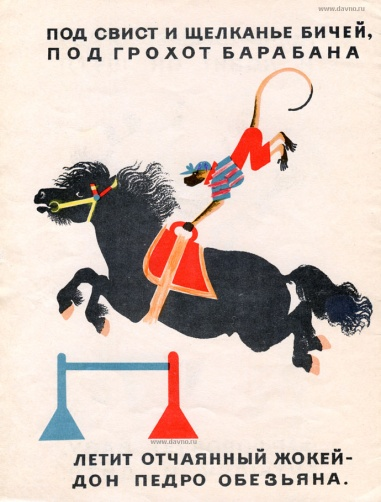 www.davno.ru
ПОД СВИСТ И ЩЕЛКАНЬЕ БИЧЕЙ,
ПОД ГРОХОТ БАРАБАНА
ЛЕТИТ ОТЧАЯННЫЙ ЖОКЕЙ-
www.davno.ru
ДОН ПЕДРО ОБЕЗЬЯНА.